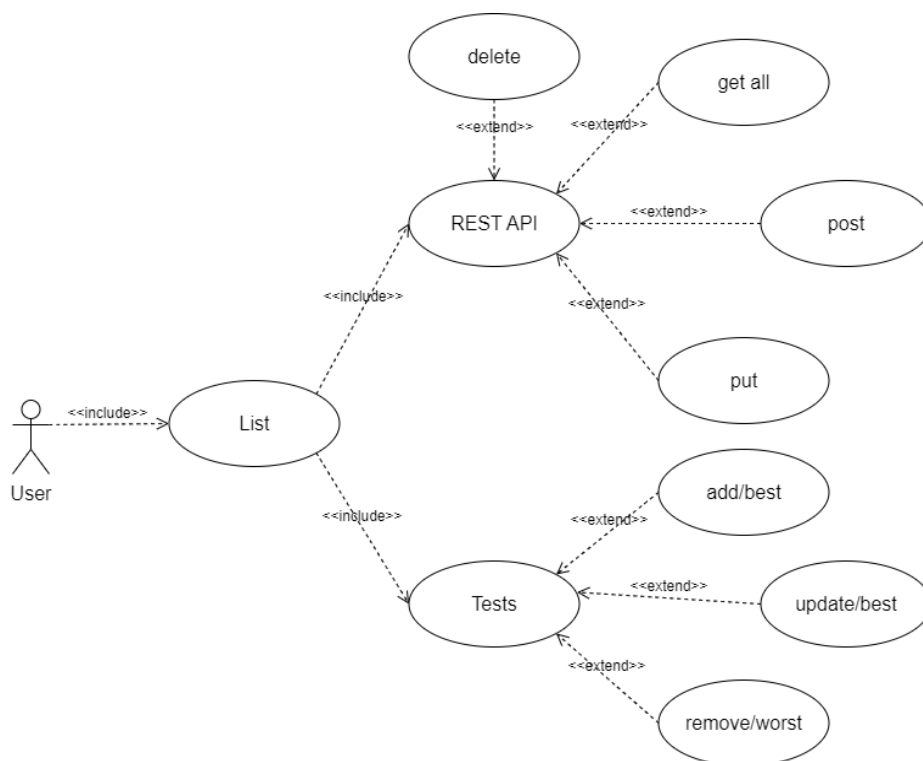 delete
get all
<<extend>>
<<extend>>
REST API
<<extend>>
post
<<include>>
<<extend>>
put
<<include>>
List
User
add/best
<<include>>
<<extend>>
<<extend>>
Tests
update/best
<<extend>>
remove/worst